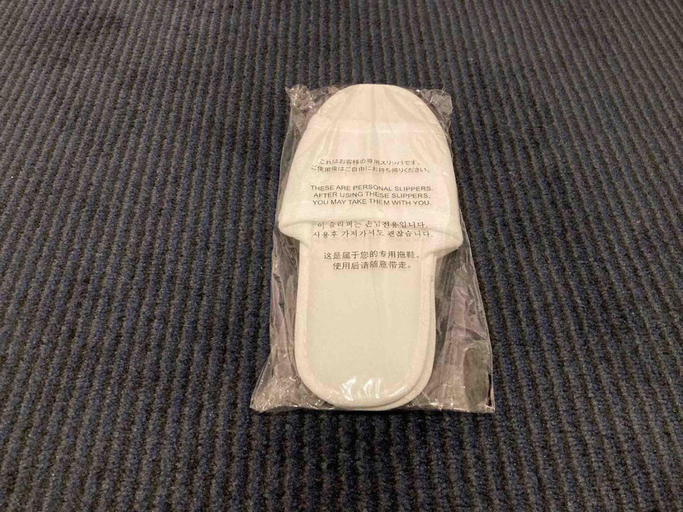 これはお客様の専用スリッパです。
ご使用後はご自由にお持ち帰りください。
THESE ARE PERSONAL SLIPPERS.
AFTER USING THESE SLIPPERS,
YOU MAY TAKE THEM WITH YOU.
이 슬리퍼는 손님전용입니다.
사용후 가져가셔도 괜찮습니다.
这是属于您的专用拖鞋。
使用后请随意带走。